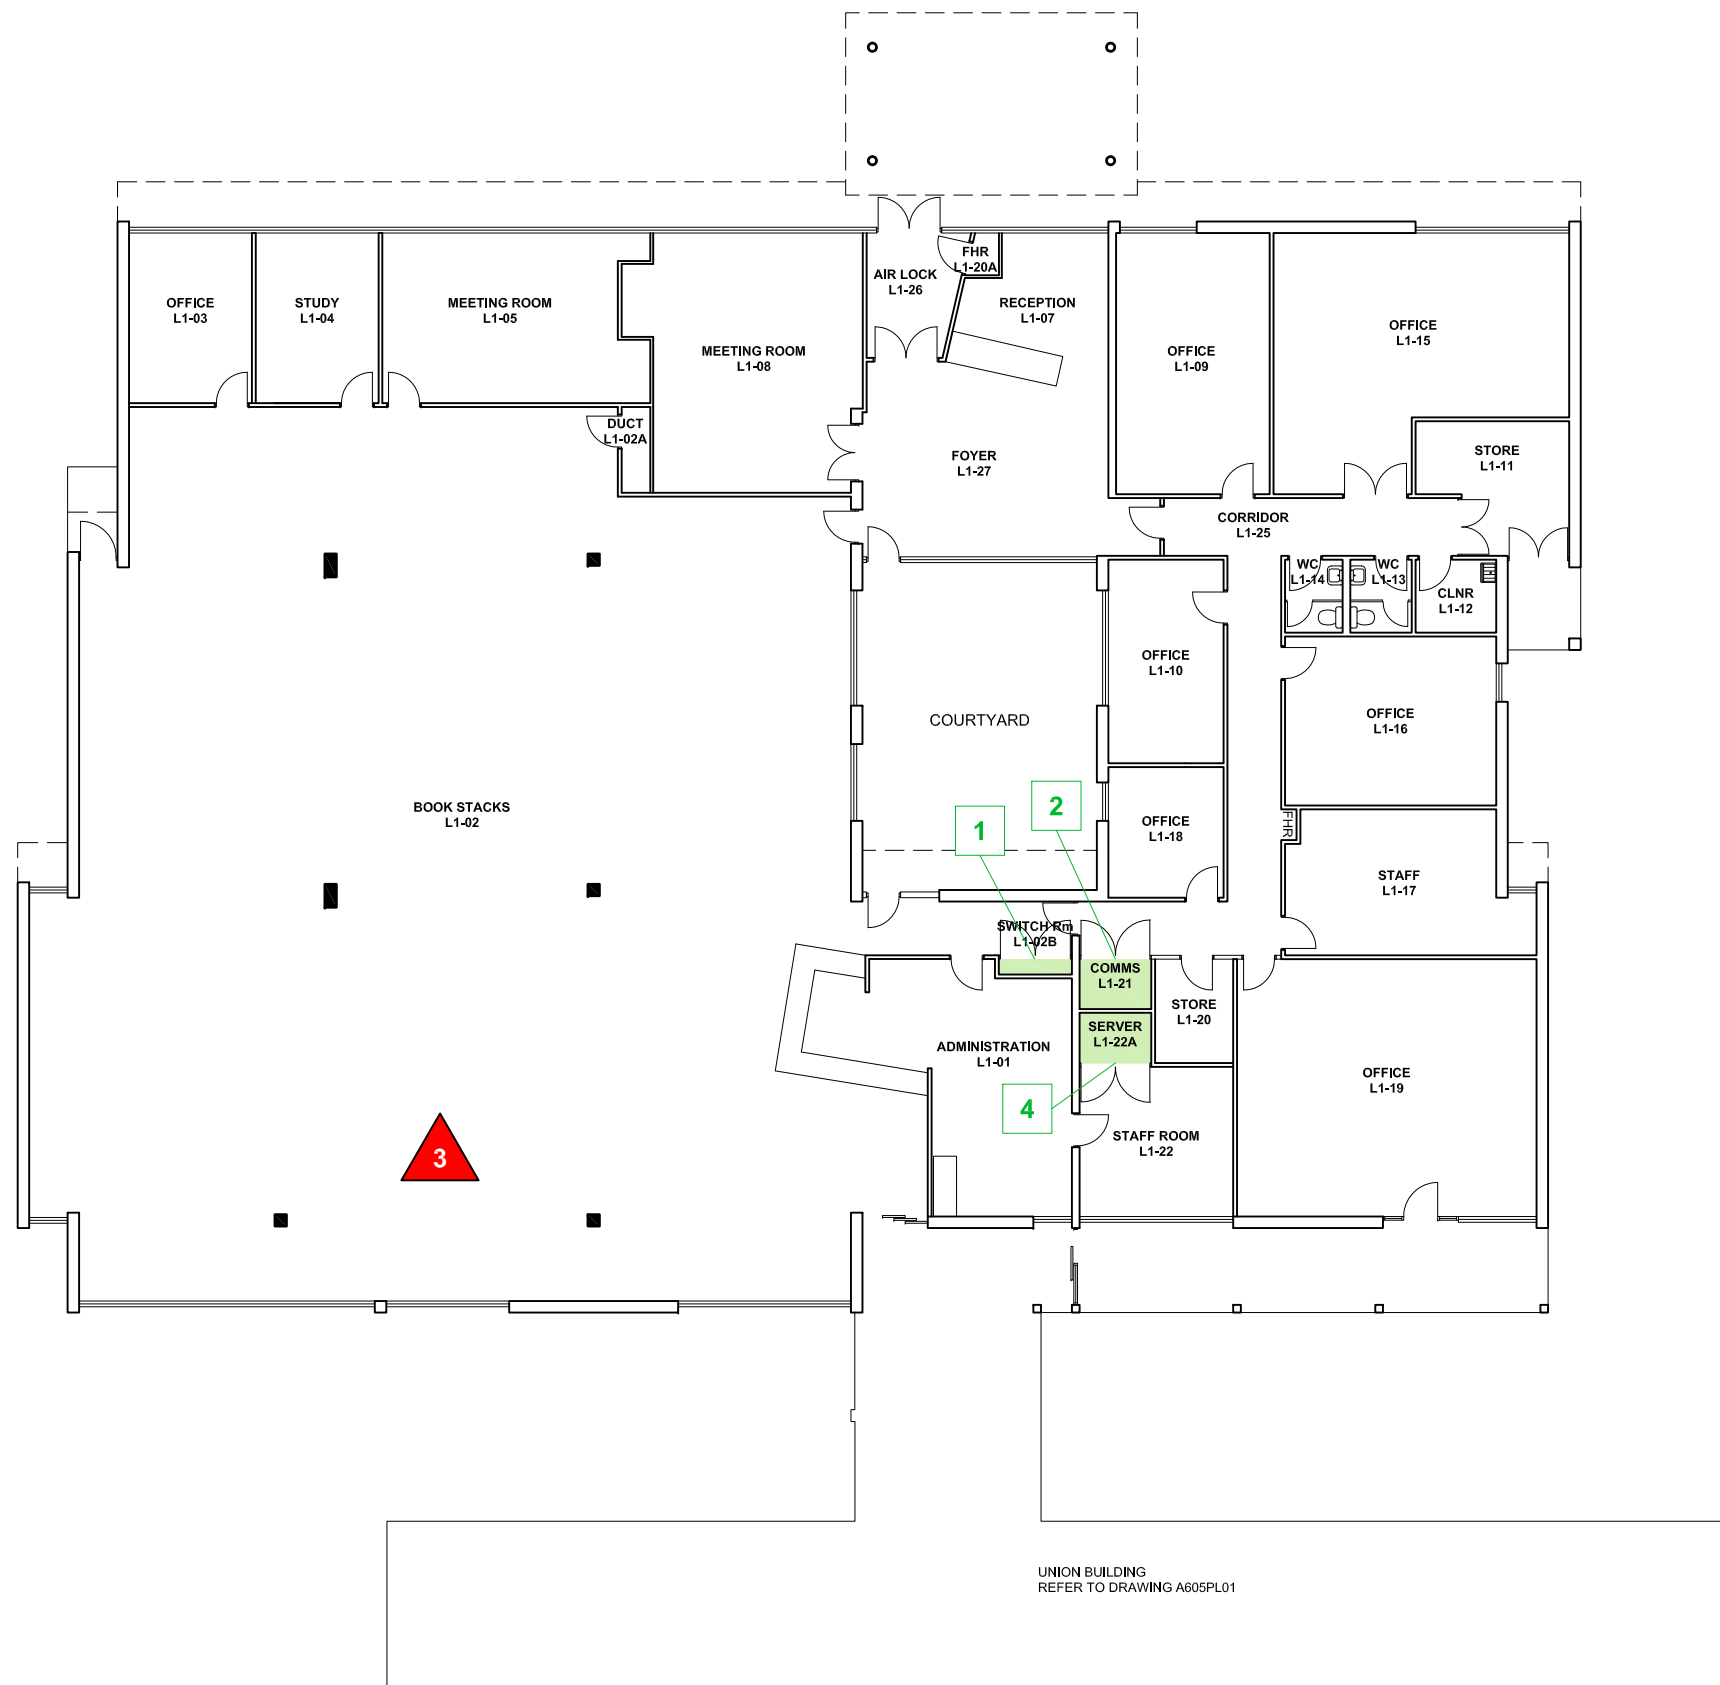 FHR
L1-20A
AIR LOCK
L1-26
OFFICE
L1-03
STUDY
L1-04
MEETING ROOM
L1-05
RECEPTION
L1-07
MEETING ROOM
L1-08
OFFICE
L1-09
OFFICE
L1-15
DUCT
L1-02A
FOYER
L1-27
STORE
L1-11
CORRIDOR
L1-25
WC
L1-14
WC
L1-13
CLNR
L1-12
OFFICE
L1-10
OFFICE
L1-16
COURTYARD
BOOK STACKS
L1-02
1
2
OFFICE
L1-18
FHR
STAFF
L1-17
SWITCH Rm
L1-02B
COMMS
L1-21
STORE
L1-20
SERVER
L1-22A
ADMINISTRATION
L1-01
OFFICE
L1-19
4
STAFF ROOM
L1-22
3
UNION BUILDING
REFER TO DRAWING A605PL01